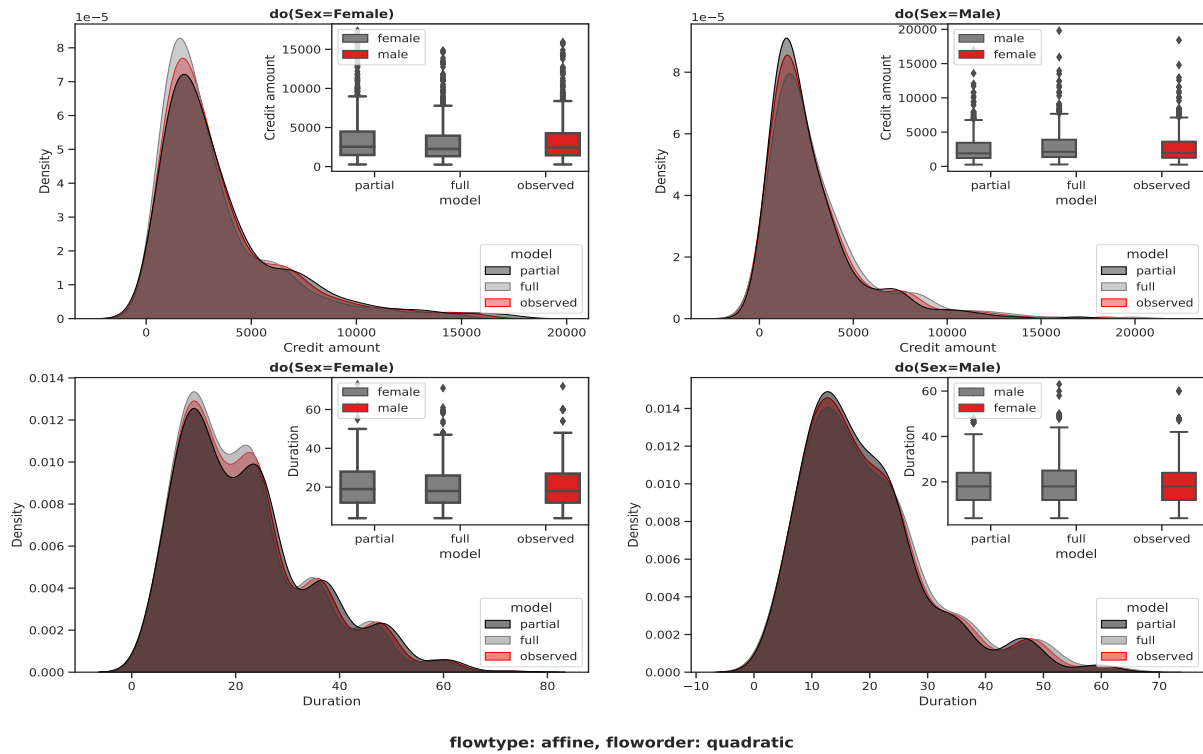 do(Sex=Female)
1e−5
8
7
6
5
4
3
2
1
0
Density
0
5000
10000
15000
20000
Credit amount
female
male
15000
10000
5000
0
Credit amount
partial
full
observed
model
model
partial
full
observed
do(Sex=Male)
1e−5
8
6
4
2
0
Density
0
5000
10000
15000
20000
Credit amount
male
female
20000
15000
10000
5000
0
Credit amount
partial
full
observed
model
model
partial
full
observed
do(Sex=Female)
0.014
0.012
0.010
0.008
0.006
0.004
0.002
0.000
Density
0
20
40
60
80
Duration
female
male
60
40
20
Duration
partial
full
observed
model
model
partial
full
observed
do(Sex=Male)
0.014
0.012
0.010
0.008
0.006
0.004
0.002
0.000
Density
−10
0
10
20
30
40
50
60
70
Duration
male
female
60
40
20
Duration
partial
full
observed
model
model
partial
full
observed
flowtype: affine, floworder: quadratic